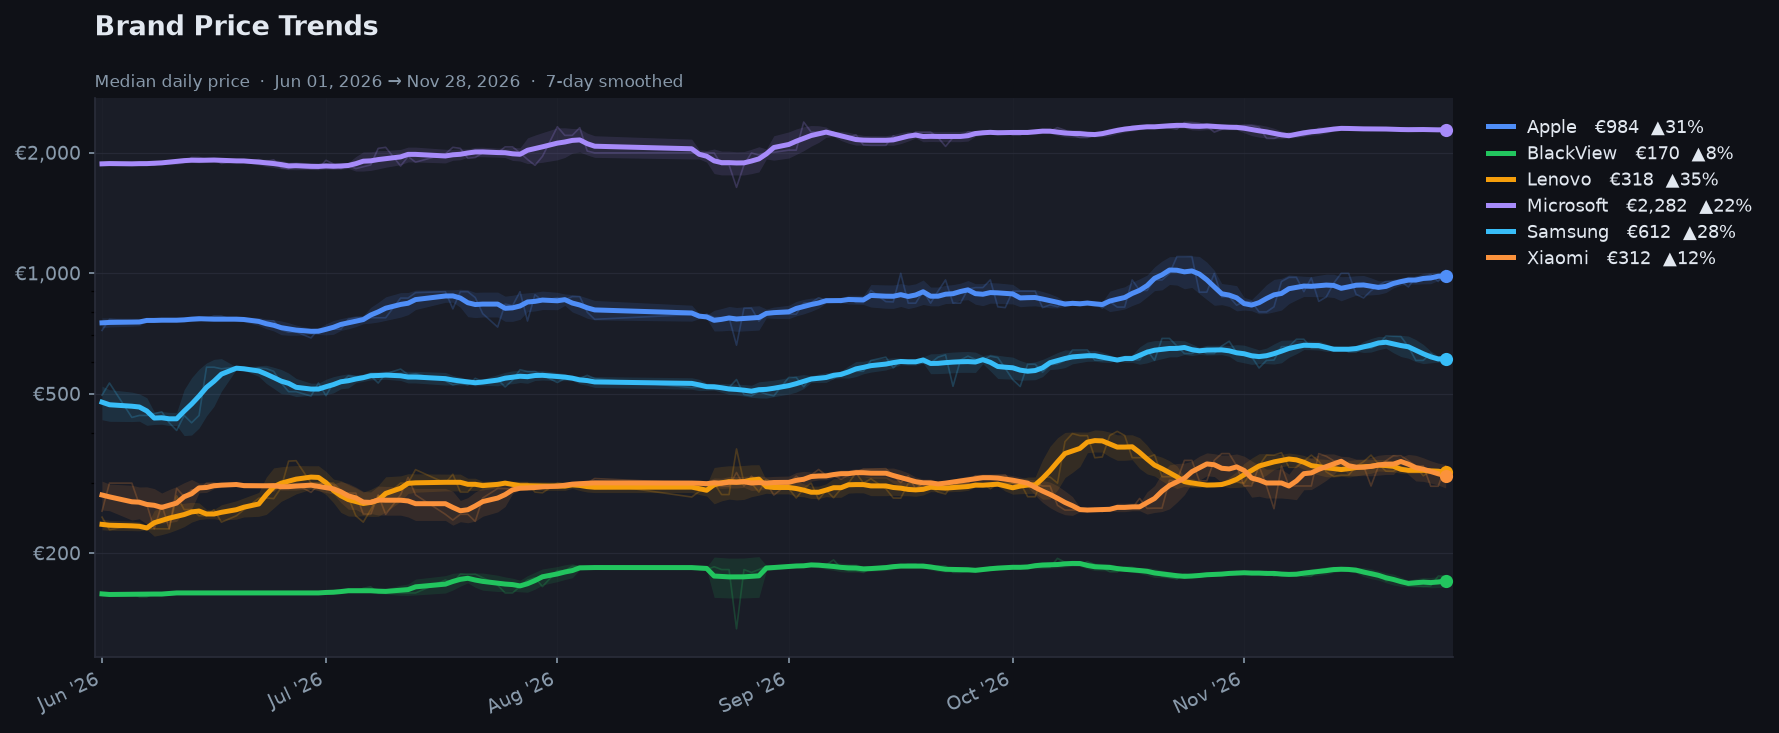 Brand Price Trends
Median daily price · Jun 01, 2026 → Nov 28, 2026 · 7-day smoothed
€2,000
€1,000
€500
€200
Jun '26
Jul '26
Aug '26
Sep '26
Oct '26
Nov '26
Apple €984 ▲31%
BlackView €170 ▲8%
Lenovo €318 ▲35%
Microsoft €2,282 ▲22%
Samsung €612 ▲28%
Xiaomi €312 ▲12%